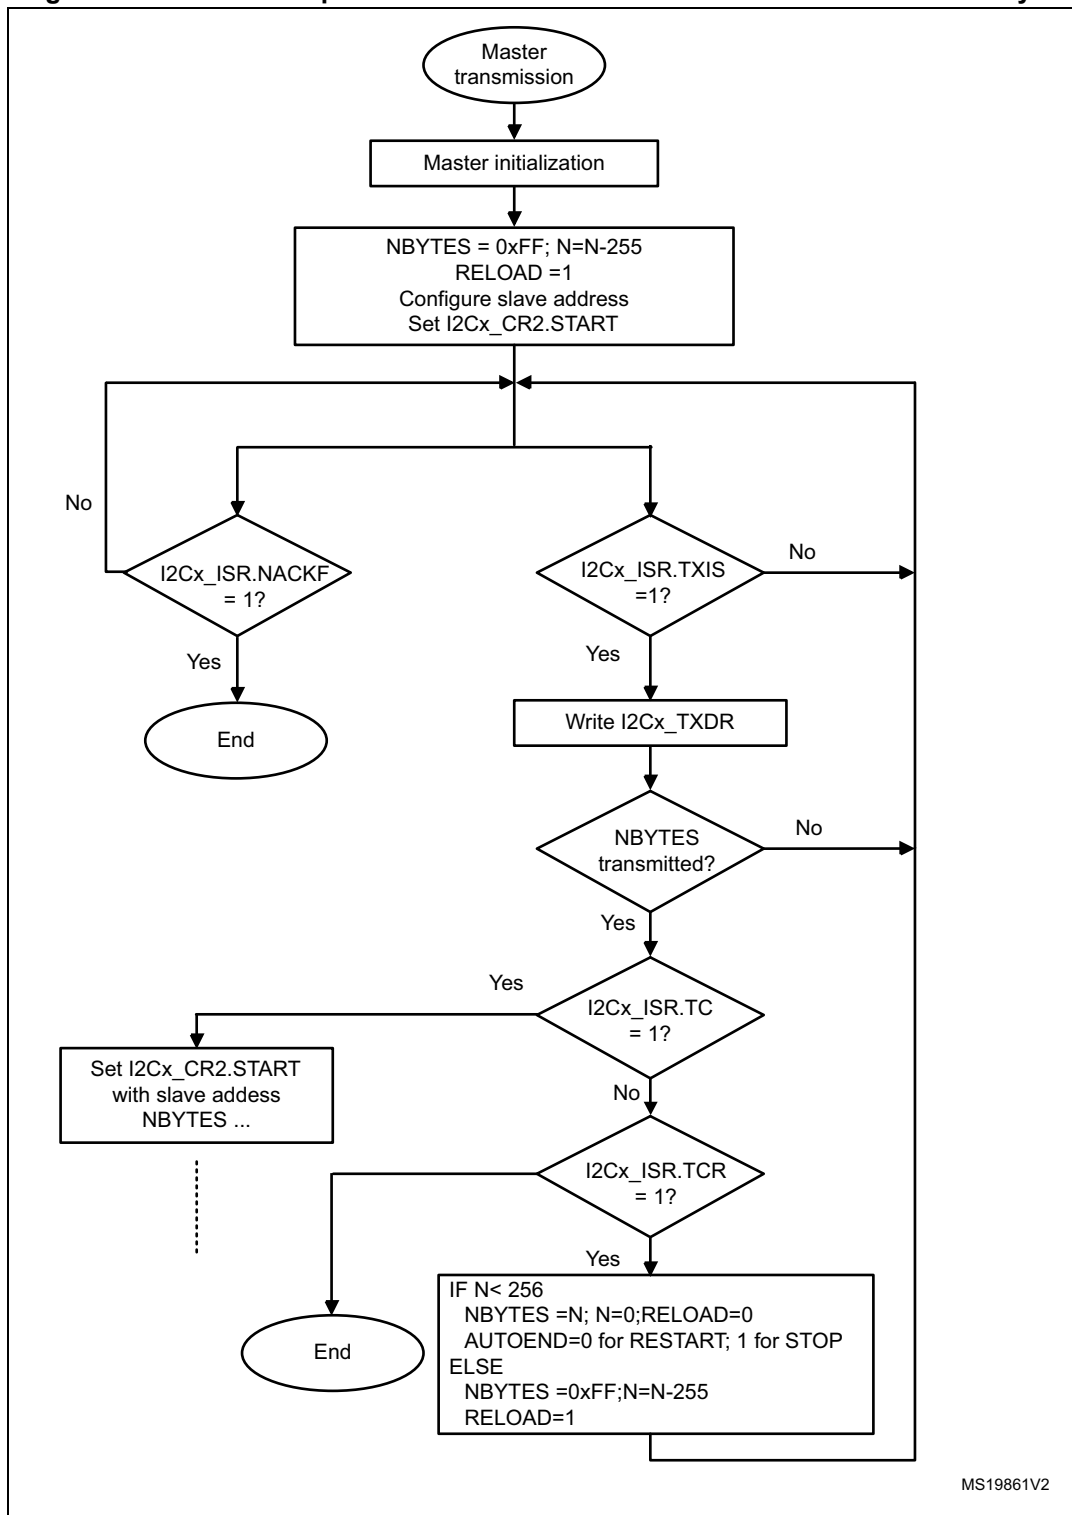 Master
transmission
Master initialization
NBYTES = 0xFF; N=N-255
RELOAD =1
Configure slave address
Set I2Cx_CR2.START
No
I2Cx_ISR.NACKF
= 1?
Yes
End
I2Cx_ISR.TXIS
=1?
No
Yes
Write I2Cx_TXDR
NBYTES
transmitted?
No
Yes
I2Cx_ISR.TC
= 1?
Yes
Set I2Cx_CR2.START
with slave addess
NBYTES ...
No
I2Cx_ISR.TCR
= 1?
Yes
End
IF N< 256
NBYTES =N; N=0;RELOAD=0
AUTOEND=0 for RESTART; 1 for STOP
ELSE
NBYTES =0xFF;N=N-255
RELOAD=1
MS19861V2